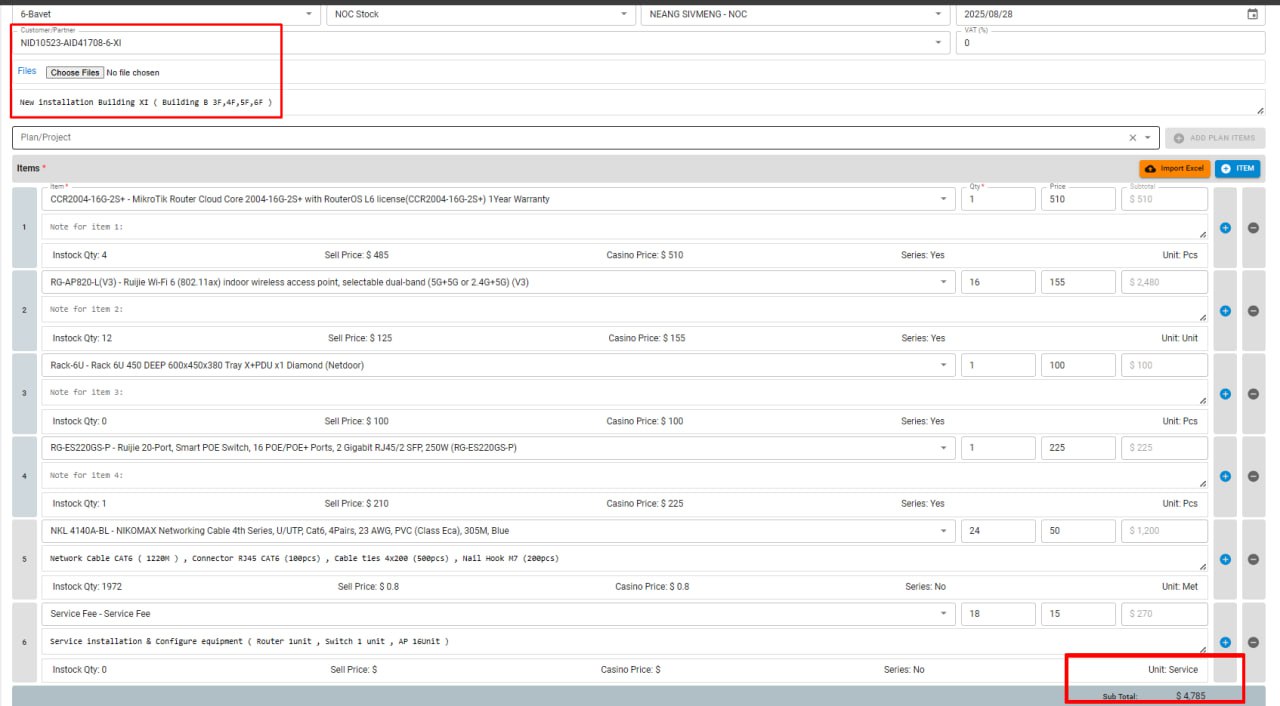 6-Bavet NOC Stock NEANG SIVMENG - NOC 2025/08/28
Customer/Partner VAT (%)
NID10523-AID41708-6-XI 0
Files Choose Files No file chosen
New installation Building XI ( Building B 3F,4F,5F,6F )
Plan/Project ADD PLAN ITEMS
Items * Import Excel ITEM
Item * Qty * Price Subtotal
CCR2004-16G-2S+ - MikroTik Router Cloud Core 2004-16G-2S+ with RouterOS L6 license(CCR2004-16G-2S+) 1Year Warranty 1 510 $ 510
1 Note for item 1:
Instock Qty: 4 Sell Price: $ 485 Casino Price: $ 510 Series: Yes Unit: Pcs
RG-AP820-L(V3) - Ruijie Wi-Fi 6 (802.11ax) indoor wireless access point, selectable dual-band (5G+5G or 2.4G+5G) (V3) 16 155 $ 2,480
2 Note for item 2:
Instock Qty: 12 Sell Price: $ 125 Casino Price: $ 155 Series: Yes Unit: Unit
Rack-6U - Rack 6U 450 DEEP 600x450x380 Tray X+PDU x1 Diamond (Netdoor) 1 100 $ 100
3 Note for item 3:
Instock Qty: 0 Sell Price: $ 100 Casino Price: $ 100 Series: Yes Unit: Pcs
RG-ES220GS-P - Ruijie 20-Port, Smart POE Switch, 16 POE/POE+ Ports, 2 Gigabit RJ45/2 SFP, 250W (RG-ES220GS-P) 1 225 $ 225
4 Note for item 4:
Instock Qty: 1 Sell Price: $ 210 Casino Price: $ 225 Series: Yes Unit: Pcs
NKL 4140A-BL - NIKOMAX Networking Cable 4th Series, U/UTP, Cat6, 4Pairs, 23 AWG, PVC (Class Eca), 305M, Blue 24 50 $ 1,200
5 Network Cable CAT6 ( 1220M ) , Connector RJ45 CAT6 (100pcs) , Cable ties 4x200 (500pcs) , Nail Hook M7 (200pcs)
Instock Qty: 1972 Sell Price: $ 0.8 Casino Price: $ 0.8 Series: No Unit: Met
Service Fee - Service Fee 18 15 $ 270
6 Service installation & Configure equipment ( Router 1unit , Switch 1 unit , AP 16Unit )
Instock Qty: 0 Sell Price: $ Casino Price: $ Series: No Unit: Service
Sub Total: $ 4,785